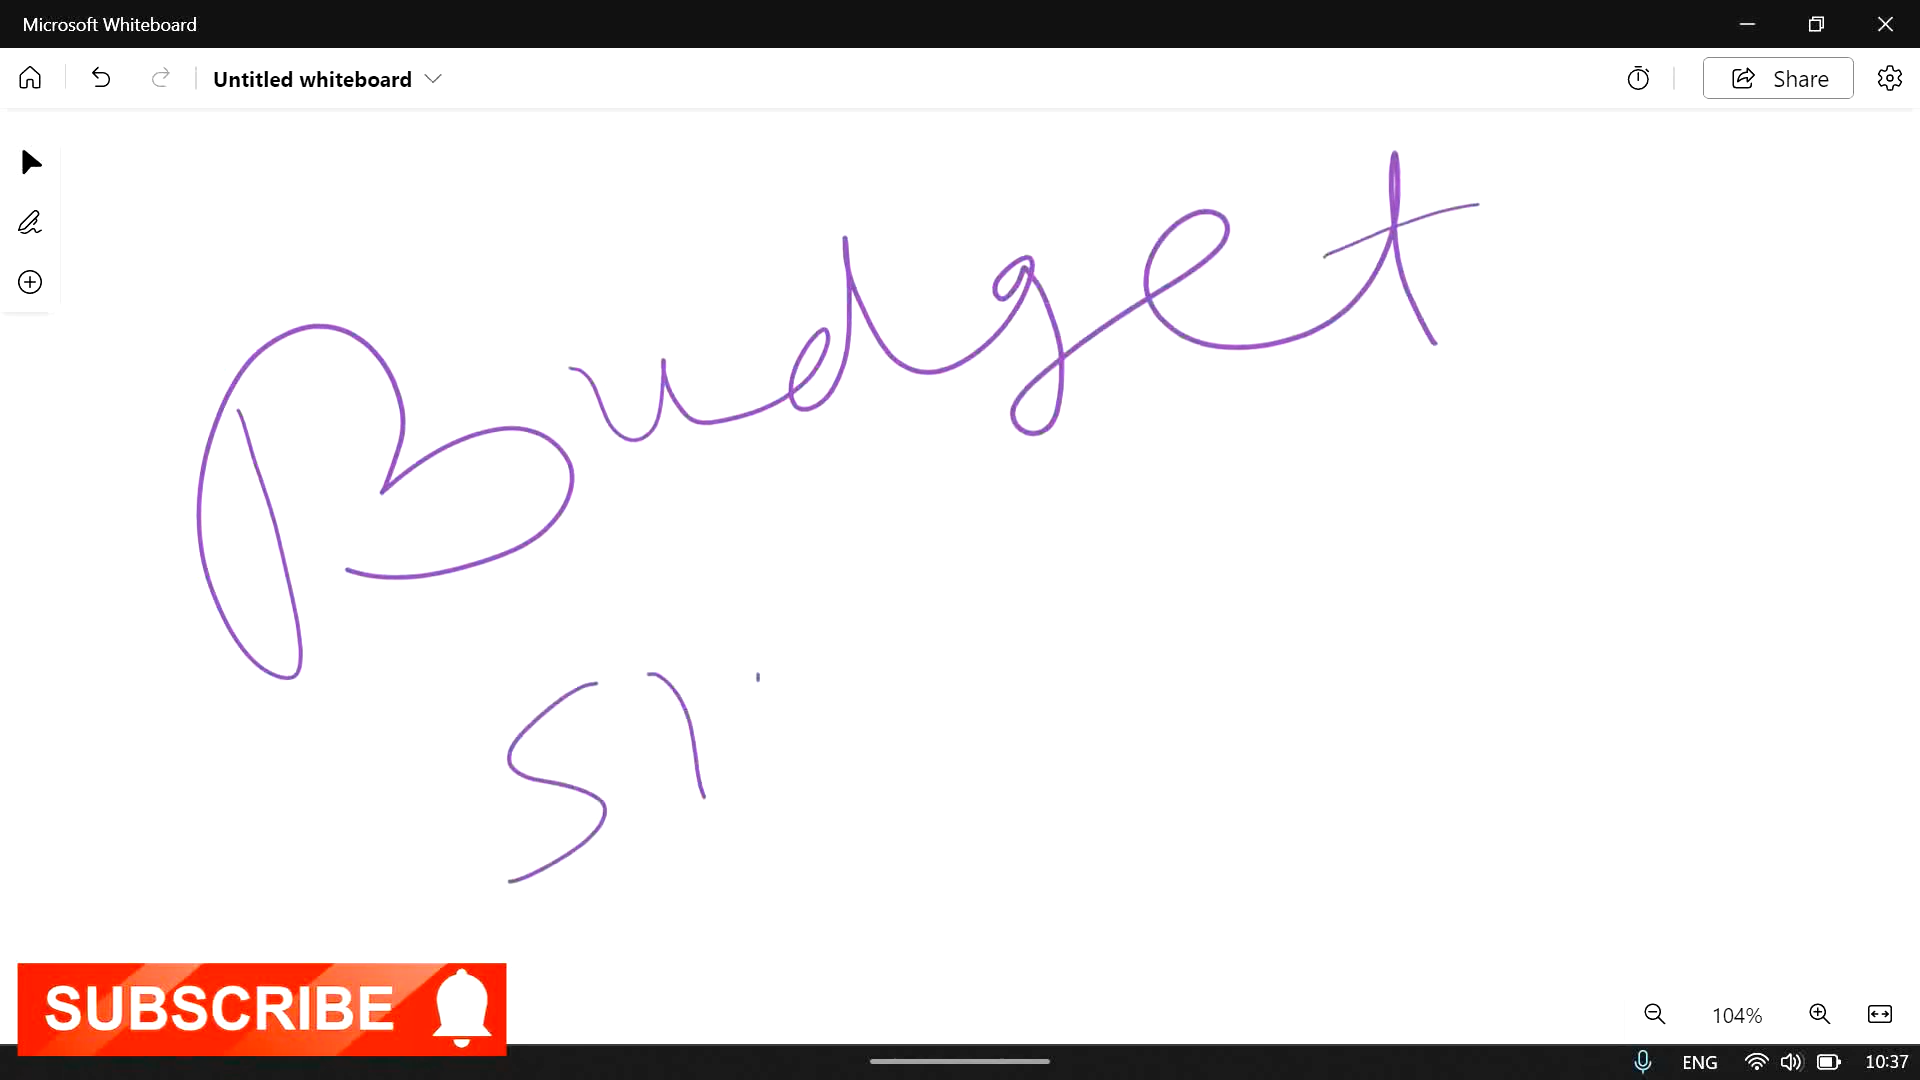 Microsoft Whiteboard
Untitled whiteboard
Share
Budget
SUBSCRIBE
104%
ENG
10:37